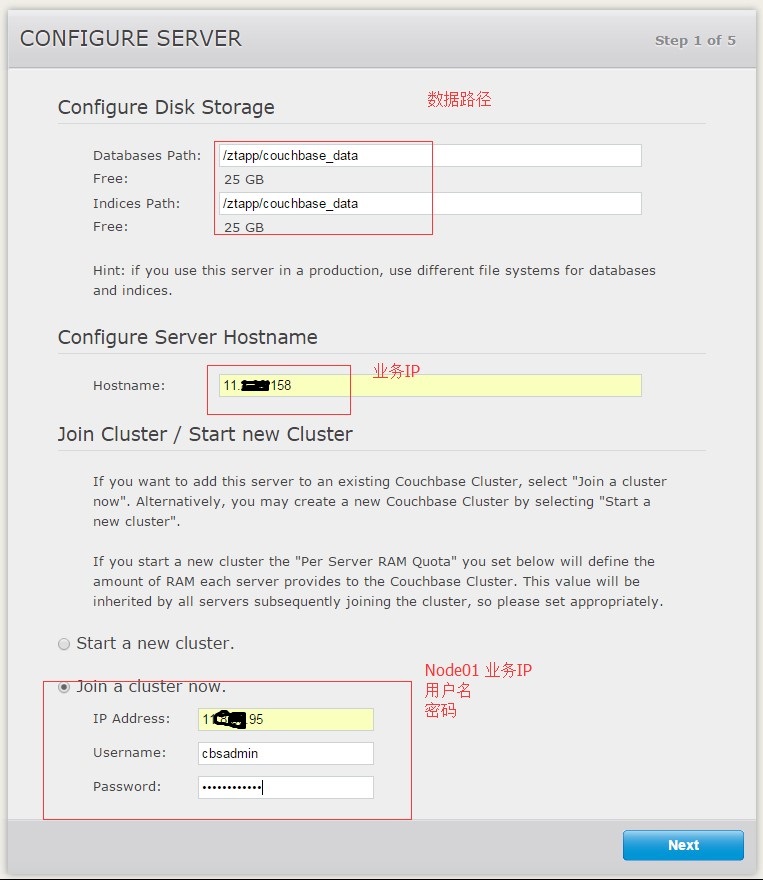 CONFIGURE SERVER
Step 1 of 5
Configure Disk Storage
数据路径
Databases Path: /ztapp/couchbase_data
Free: 25 GB
Indices Path: /ztapp/couchbase_data
Free: 25 GB
Hint: if you use this server in a production, use different file systems for databases
and indices.
Configure Server Hostname
业务IP
Hostname: 11. 158
Join Cluster / Start new Cluster
If you want to add this server to an existing Couchbase Cluster, select "Join a cluster
now". Alternatively, you may create a new Couchbase Cluster by selecting "Start a
new cluster".
If you start a new cluster the "Per Server RAM Quota" you set below will define the
amount of RAM each server provides to the Couchbase Cluster. This value will be
inherited by all servers subsequently joining the cluster, so please set appropriately.
Start a new cluster.
Node01 业务IP
用户名
密码
Join a cluster now.
IP Address: 11 .95
Username: cbsadmin
Password: ••••••••••••
Next